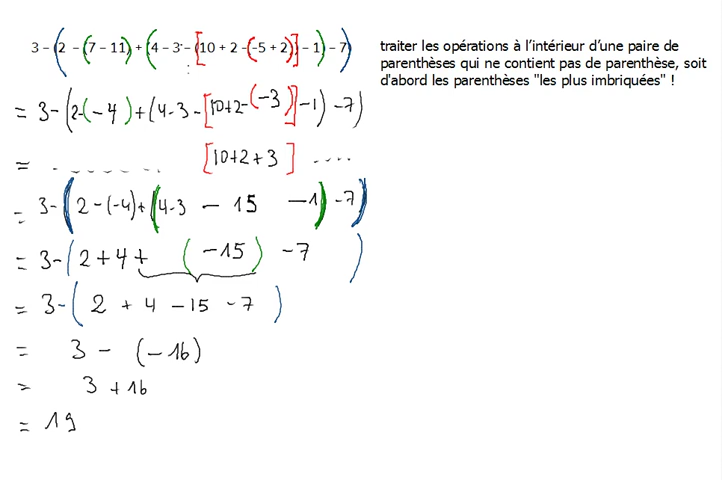 3 - (2 - (7 - 11) + (4 - 3 - [10 + 2 - (-5 + 2)] - 1) - 7)
traiter les opérations à l'intérieur d'une paire de
parenthèses qui ne contient pas de parenthèse, soit
d'abord les parenthèses "les plus imbriquées" !
= 3 - (2 - (-4) + (4 - 3 - [10+2 - (-3)] - 1) - 7)
= .......... [10+2+3] ....
= 3 - (2 - (-4) + (4 - 3 - 15 - 1) - 7)
= 3 - (2 + 4 + (-15) - 7)
= 3 - (2 + 4 - 15 - 7)
= 3 - (-16)
= 3 + 16
= 19